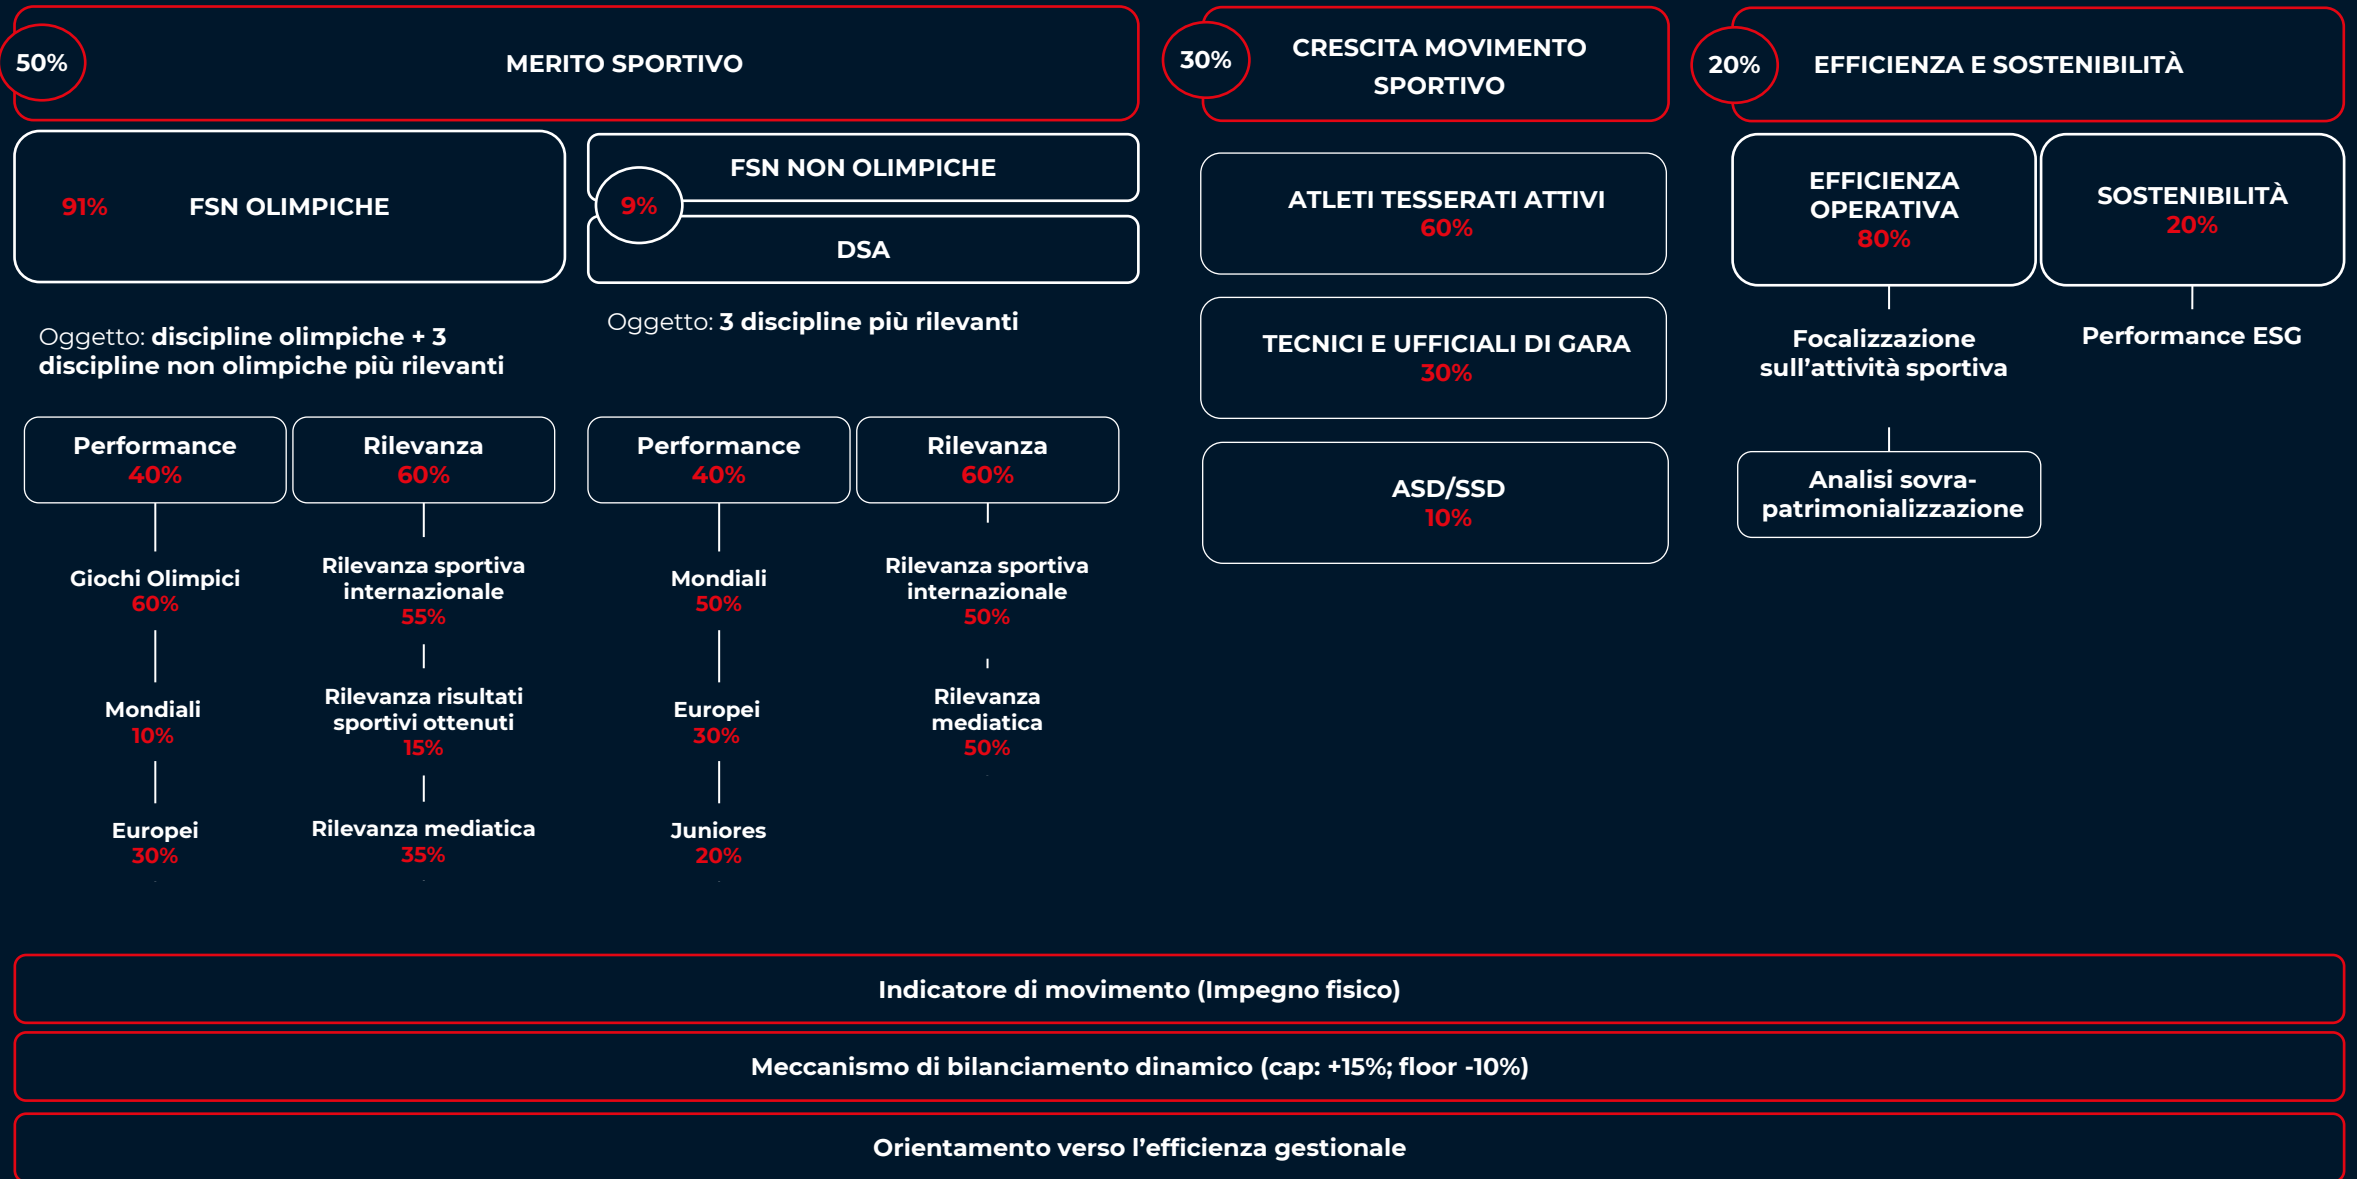 50%
MERITO SPORTIVO
91%
FSN OLIMPICHE
9%
FSN NON OLIMPICHE
DSA
Oggetto: discipline olimpiche + 3
discipline non olimpiche più rilevanti
Oggetto: 3 discipline più rilevanti
Performance
40%
Giochi Olimpici
60%
Mondiali
10%
Europei
30%
Rilevanza
60%
Rilevanza sportiva
internazionale
55%
Rilevanza risultati
sportivi ottenuti
15%
Rilevanza mediatica
35%
Performance
40%
Mondiali
50%
Europei
30%
Juniores
20%
Rilevanza
60%
Rilevanza sportiva
internazionale
50%
Rilevanza
mediatica
50%
30%
CRESCITA MOVIMENTO
SPORTIVO
ATLETI TESSERATI ATTIVI
60%
TECNICI E UFFICIALI DI GARA
30%
ASD/SSD
10%
20%
EFFICIENZA E SOSTENIBILITÀ
EFFICIENZA
OPERATIVA
80%
Focalizzazione
sull’attività sportiva
Analisi sovra-
patrimonializzazione
SOSTENIBILITÀ
20%
Performance ESG
Indicatore di movimento (Impegno fisico)
Meccanismo di bilanciamento dinamico (cap: +15%; floor -10%)
Orientamento verso l’efficienza gestionale